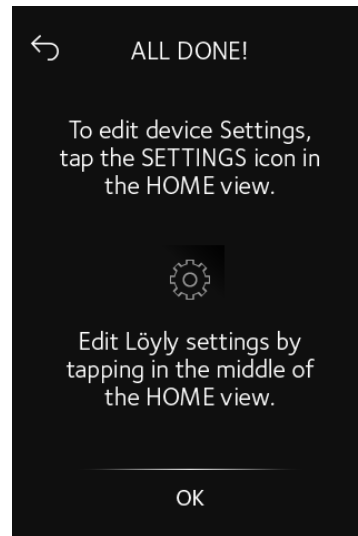 ALL DONE!
To edit device Settings,
tap the SETTINGS icon in
the HOME view.
Edit Löyly settings by
tapping in the middle of
the HOME view.
OK